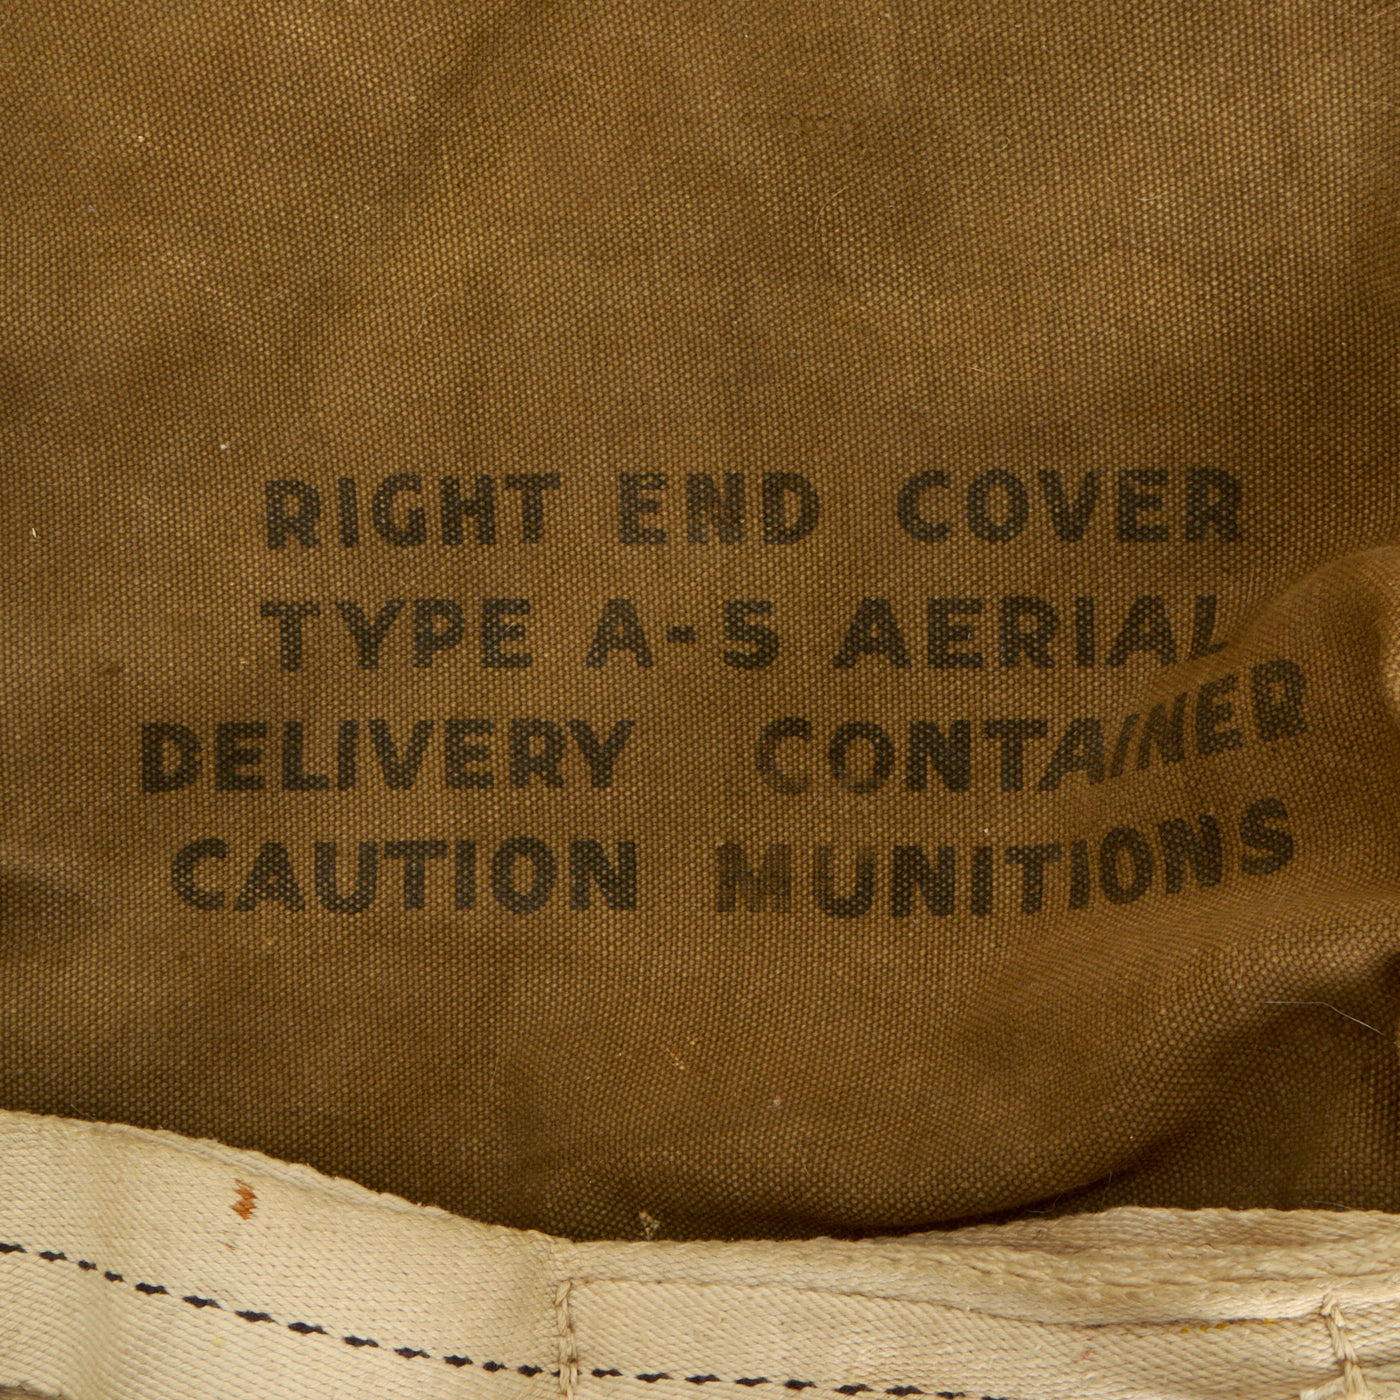 RIGHT END COVER
TYPE A-5 AERIAL
DELIVERY CONTAINER
CAUTION MUNITIONS